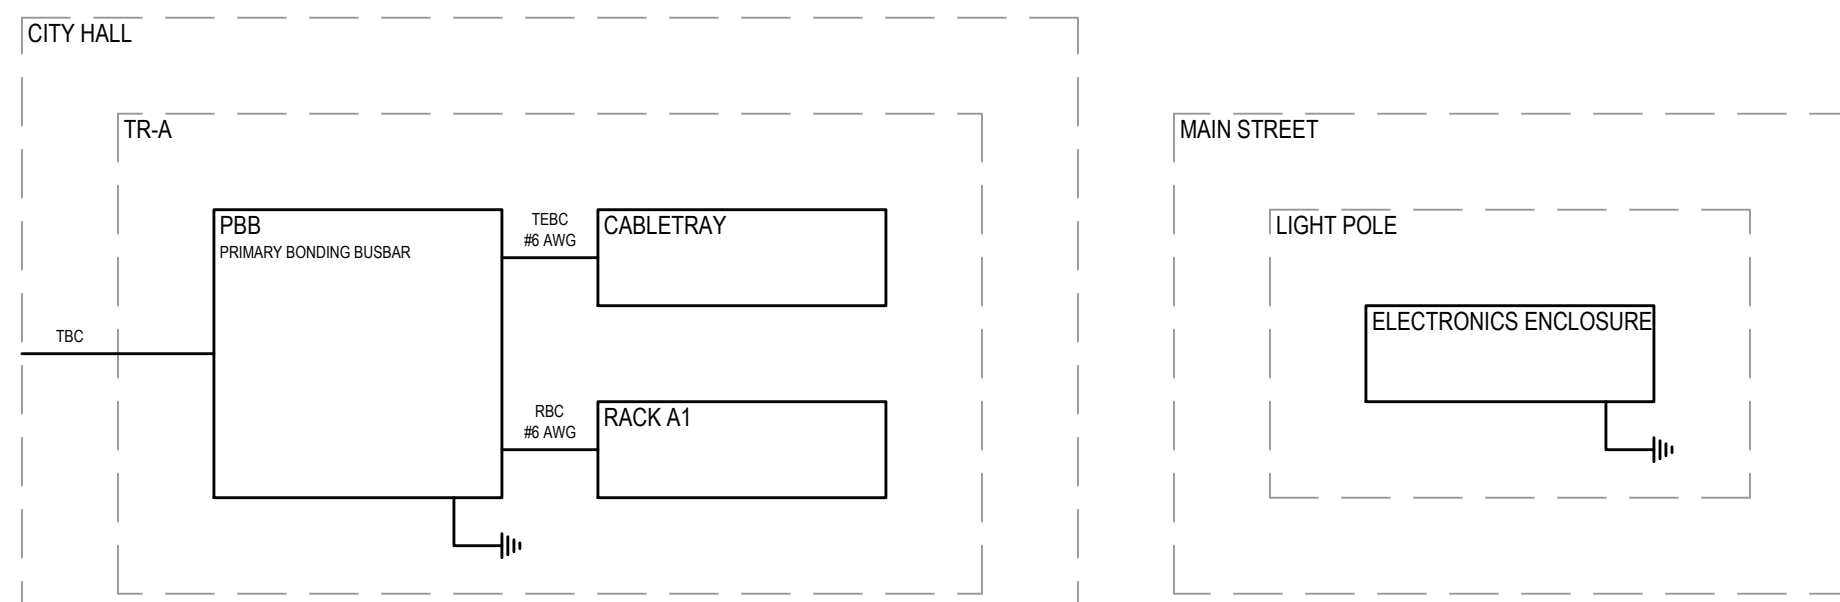 CITY HALL
TR-A
MAIN STREET
PBB
PRIMARY BONDING BUSBAR
TEBC
#6 AWG
CABLETRAY
LIGHT POLE
ELECTRONICS ENCLOSURE
TBC
RBC
#6 AWG
RACK A1